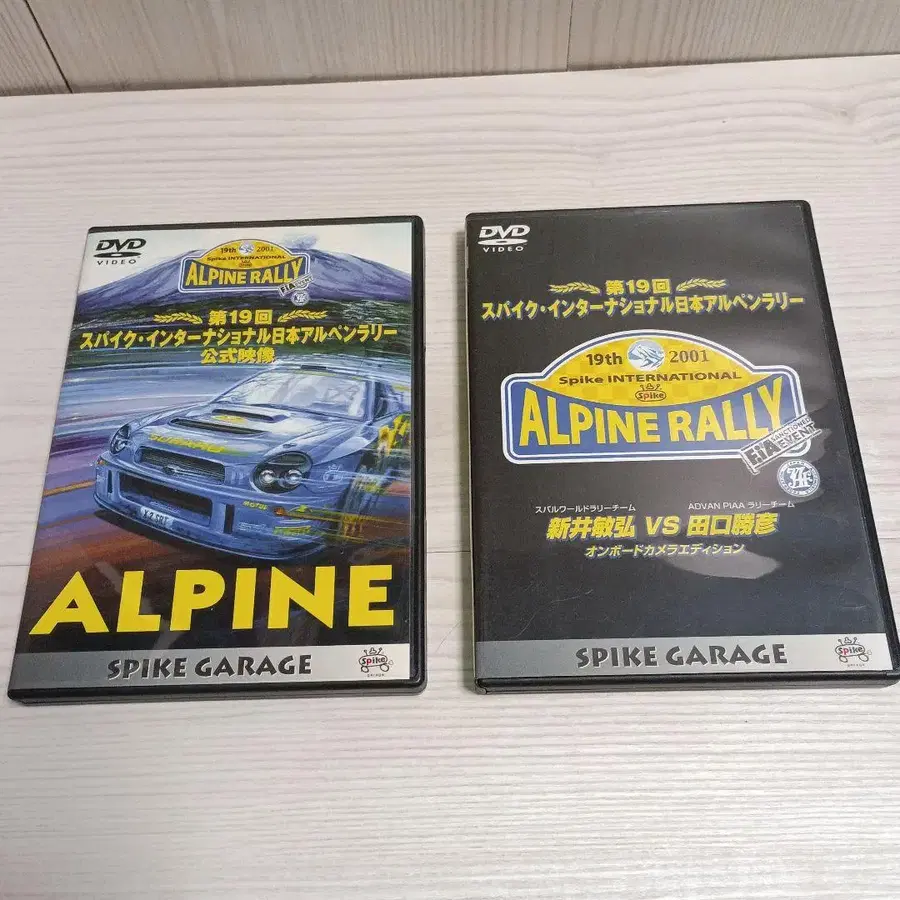 DVD
VIDEO
19th 2001
Spike INTERNATIONAL
ALPINE RALLY
第19回
スパイク・インターナショナル日本アルペンラリー
公式映像
SUBARU
ALPINE
SPIKE GARAGE
Spike
DVD
VIDEO
第19回
スパイク・インターナショナル日本アルペンラリー
19th 2001
Spike INTERNATIONAL
Spike
ALPINE RALLY
FIA SANCTIONED
EVENT
スバルワールドラリーチーム ADVAN PIAA ラリーチーム
新井敏弘 VS 田口勝彦
オンボードカメラエディション
SPIKE GARAGE
Spike